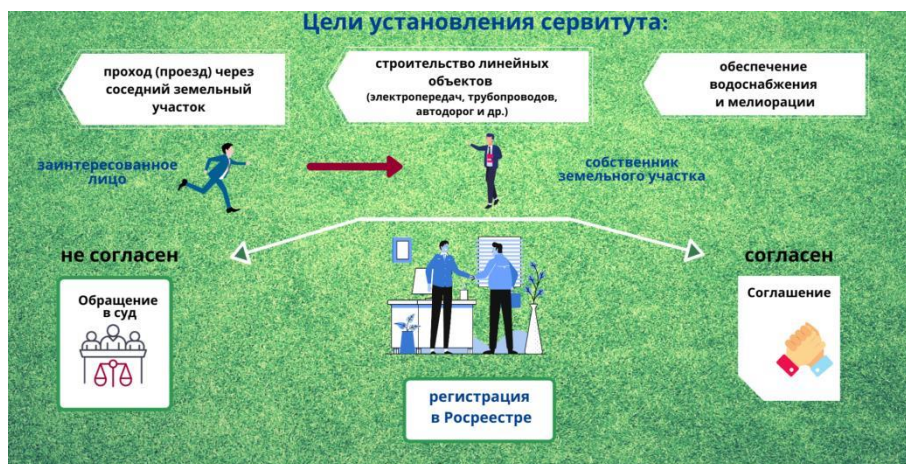 Цели установления сервитута:
проход (проезд) через
соседний земельный
участок
строительство линейных
объектов
(электропередач, трубопроводов,
автодорог и др.)
обеспечение
водоснабжения
и мелиорации
заинтересованное
лицо
собственник
земельного участка
не согласен
согласен
Обращение
в суд
Соглашение
регистрация
в Росреестре